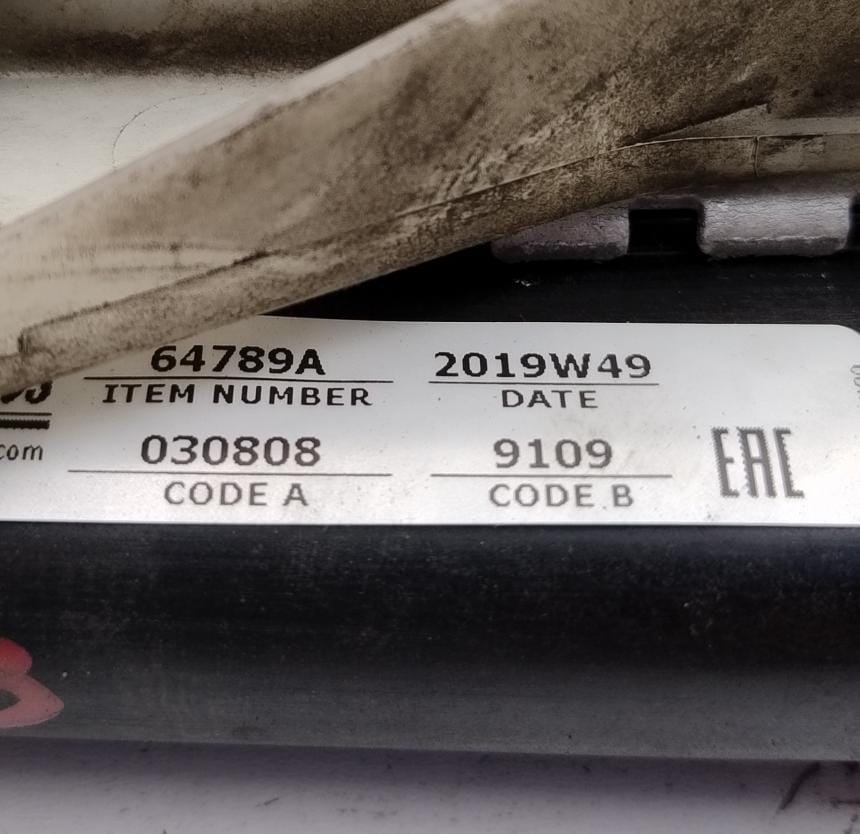 64789A 2019W49
ITEM NUMBER DATE
030808 9109
com
CODE A CODE B
EAC